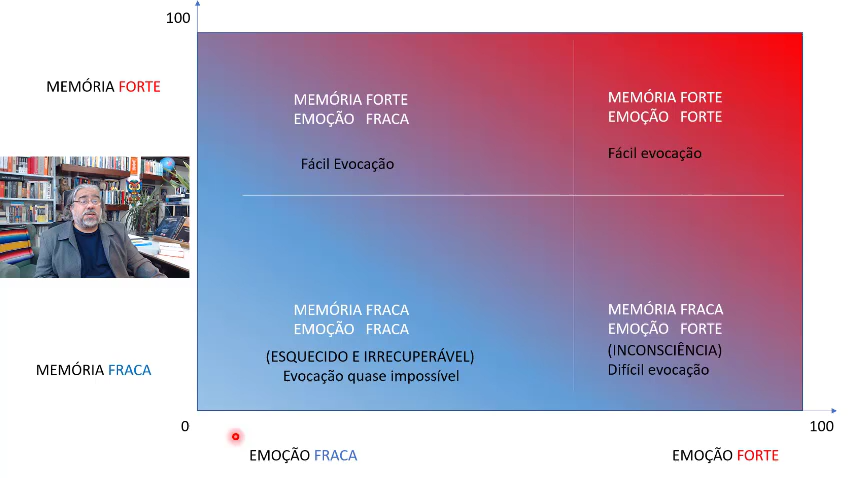 100
MEMÓRIA FORTE
MEMÓRIA FORTE
EMOÇÃO FRACA
Fácil Evocação
MEMÓRIA FORTE
EMOÇÃO FORTE
Fácil evocação
MEMÓRIA FRACA
EMOÇÃO FRACA
(ESQUECIDO E IRRECUPERÁVEL)
Evocação quase impossível
MEMÓRIA FRACA
EMOÇÃO FORTE
(INCONSCIÊNCIA)
Difícil evocação
MEMÓRIA FRACA
0
100
EMOÇÃO FRACA
EMOÇÃO FORTE